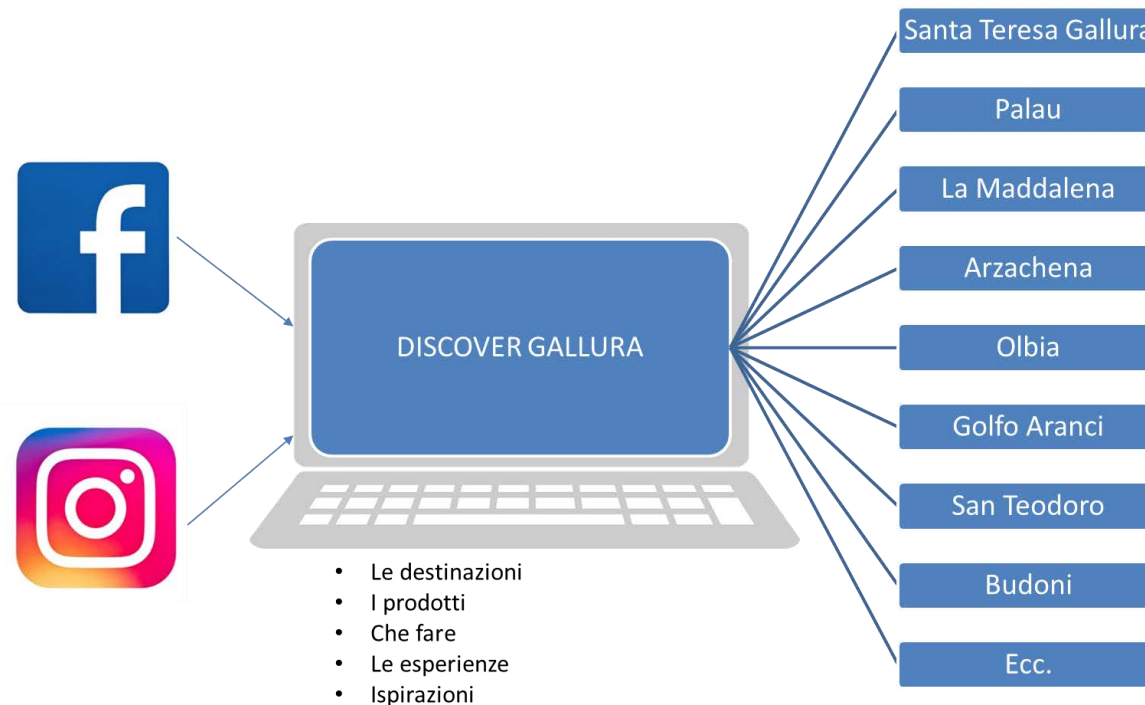 DISCOVER GALLURA
• Le destinazioni
• I prodotti
• Che fare
• Le esperienze
• Ispirazioni
Santa Teresa Gallura
Palau
La Maddalena
Arzachena
Olbia
Golfo Aranci
San Teodoro
Budoni
Ecc.